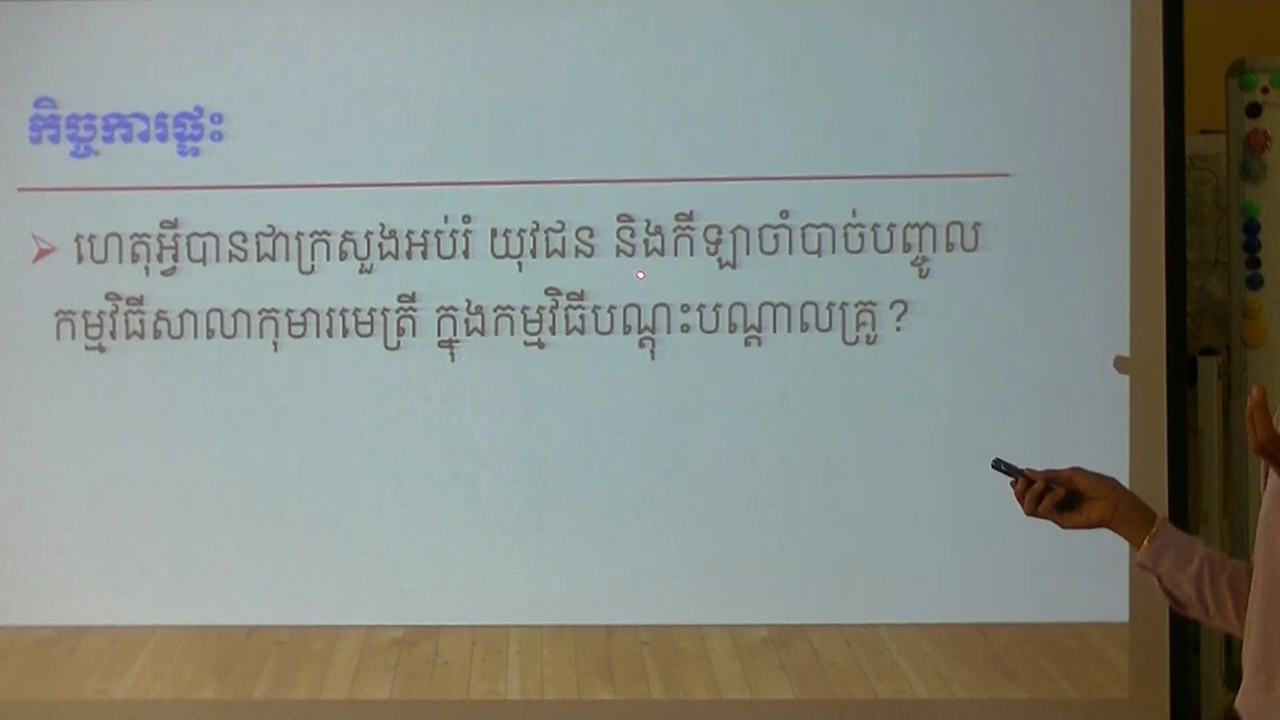 កិច្ចការផ្ទះ
ហេតុអ្វីបានជាក្រសួងអប់រំ យុវជន និងកីឡាចាំបាច់បញ្ចូល
កម្មវិធីសាលាកុមារមេត្រី ក្នុងកម្មវិធីបណ្តុះបណ្តាលគ្រូ ?